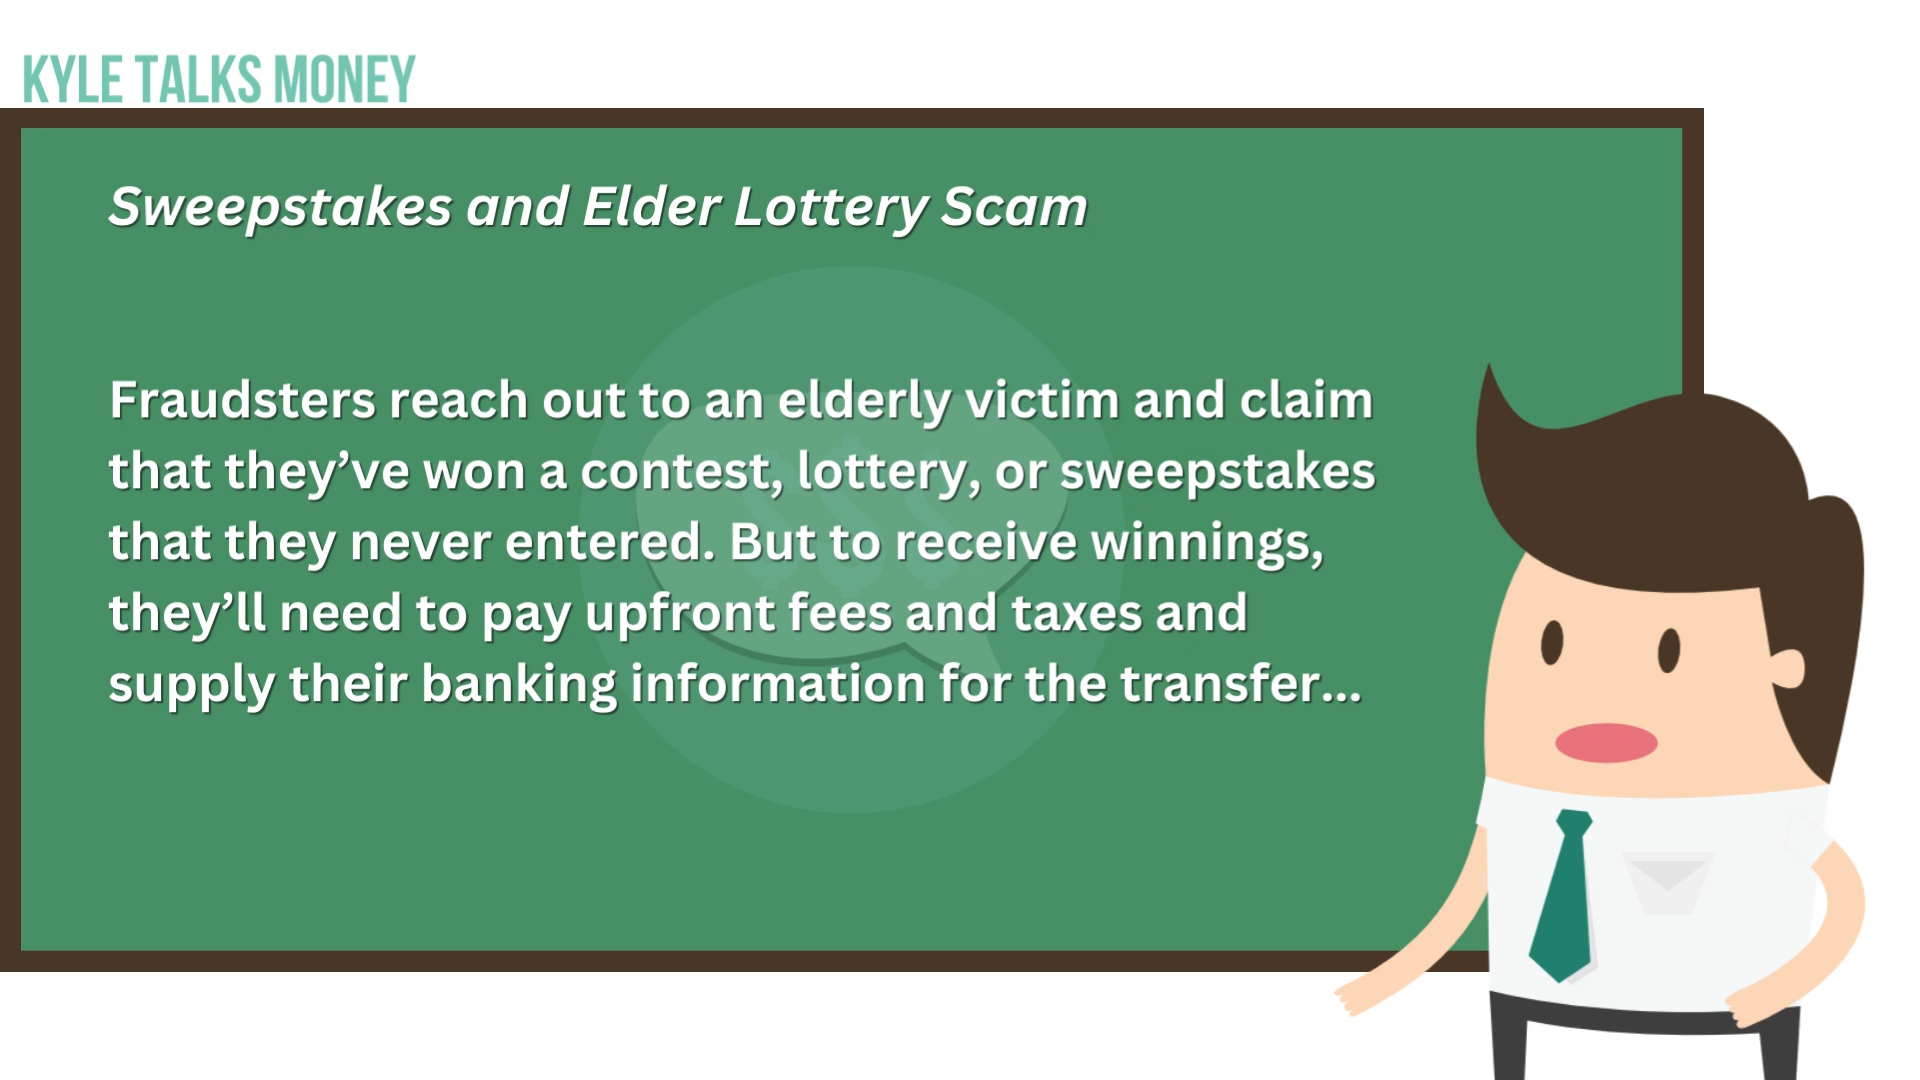 KYLE TALKS MONEY
Sweepstakes and Elder Lottery Scam
Fraudsters reach out to an elderly victim and claim
that they’ve won a contest, lottery, or sweepstakes
that they never entered. But to receive winnings,
they’ll need to pay upfront fees and taxes and
supply their banking information for the transfer...
$$$